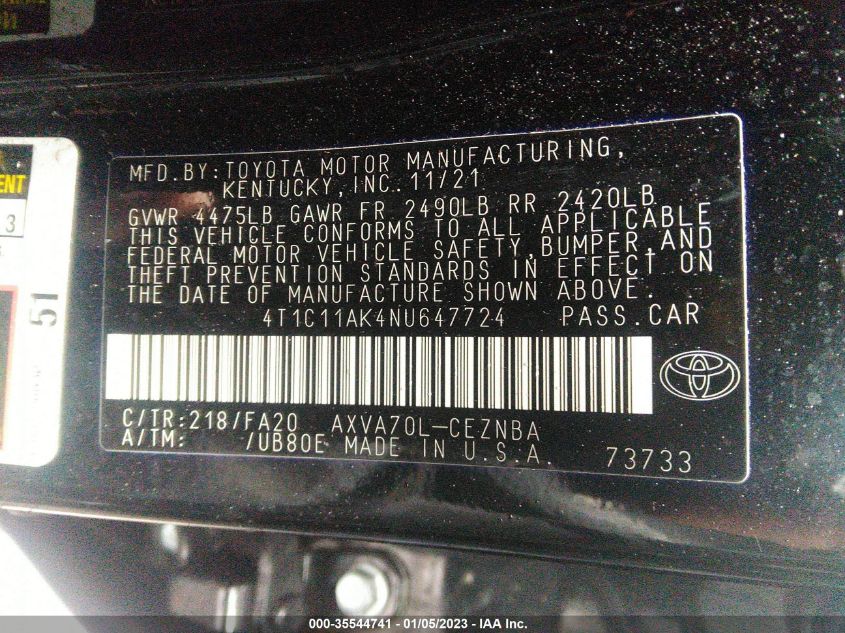 ENT
3
51
MFD.BY:TOYOTA MOTOR MANUFACTURING,
KENTUCKY,INC. 11/21
GVWR 4475LB GAWR FR 2490LB RR 2420LB
THIS VEHICLE CONFORMS TO ALL APPLICABLE
FEDERAL MOTOR VEHICLE SAFETY,BUMPER,AND
THEFT PREVENTION STANDARDS IN EFFECT ON
THE DATE OF MANUFACTURE SHOWN ABOVE.
4T1C11AK4NU647724 PASS.CAR
C/TR:218/FA20 AXVA70L-CEZNBA
A/TM: /UB80E MADE IN U.S.A. 73733
000-35544741 - 01/05/2023 - IAA Inc.